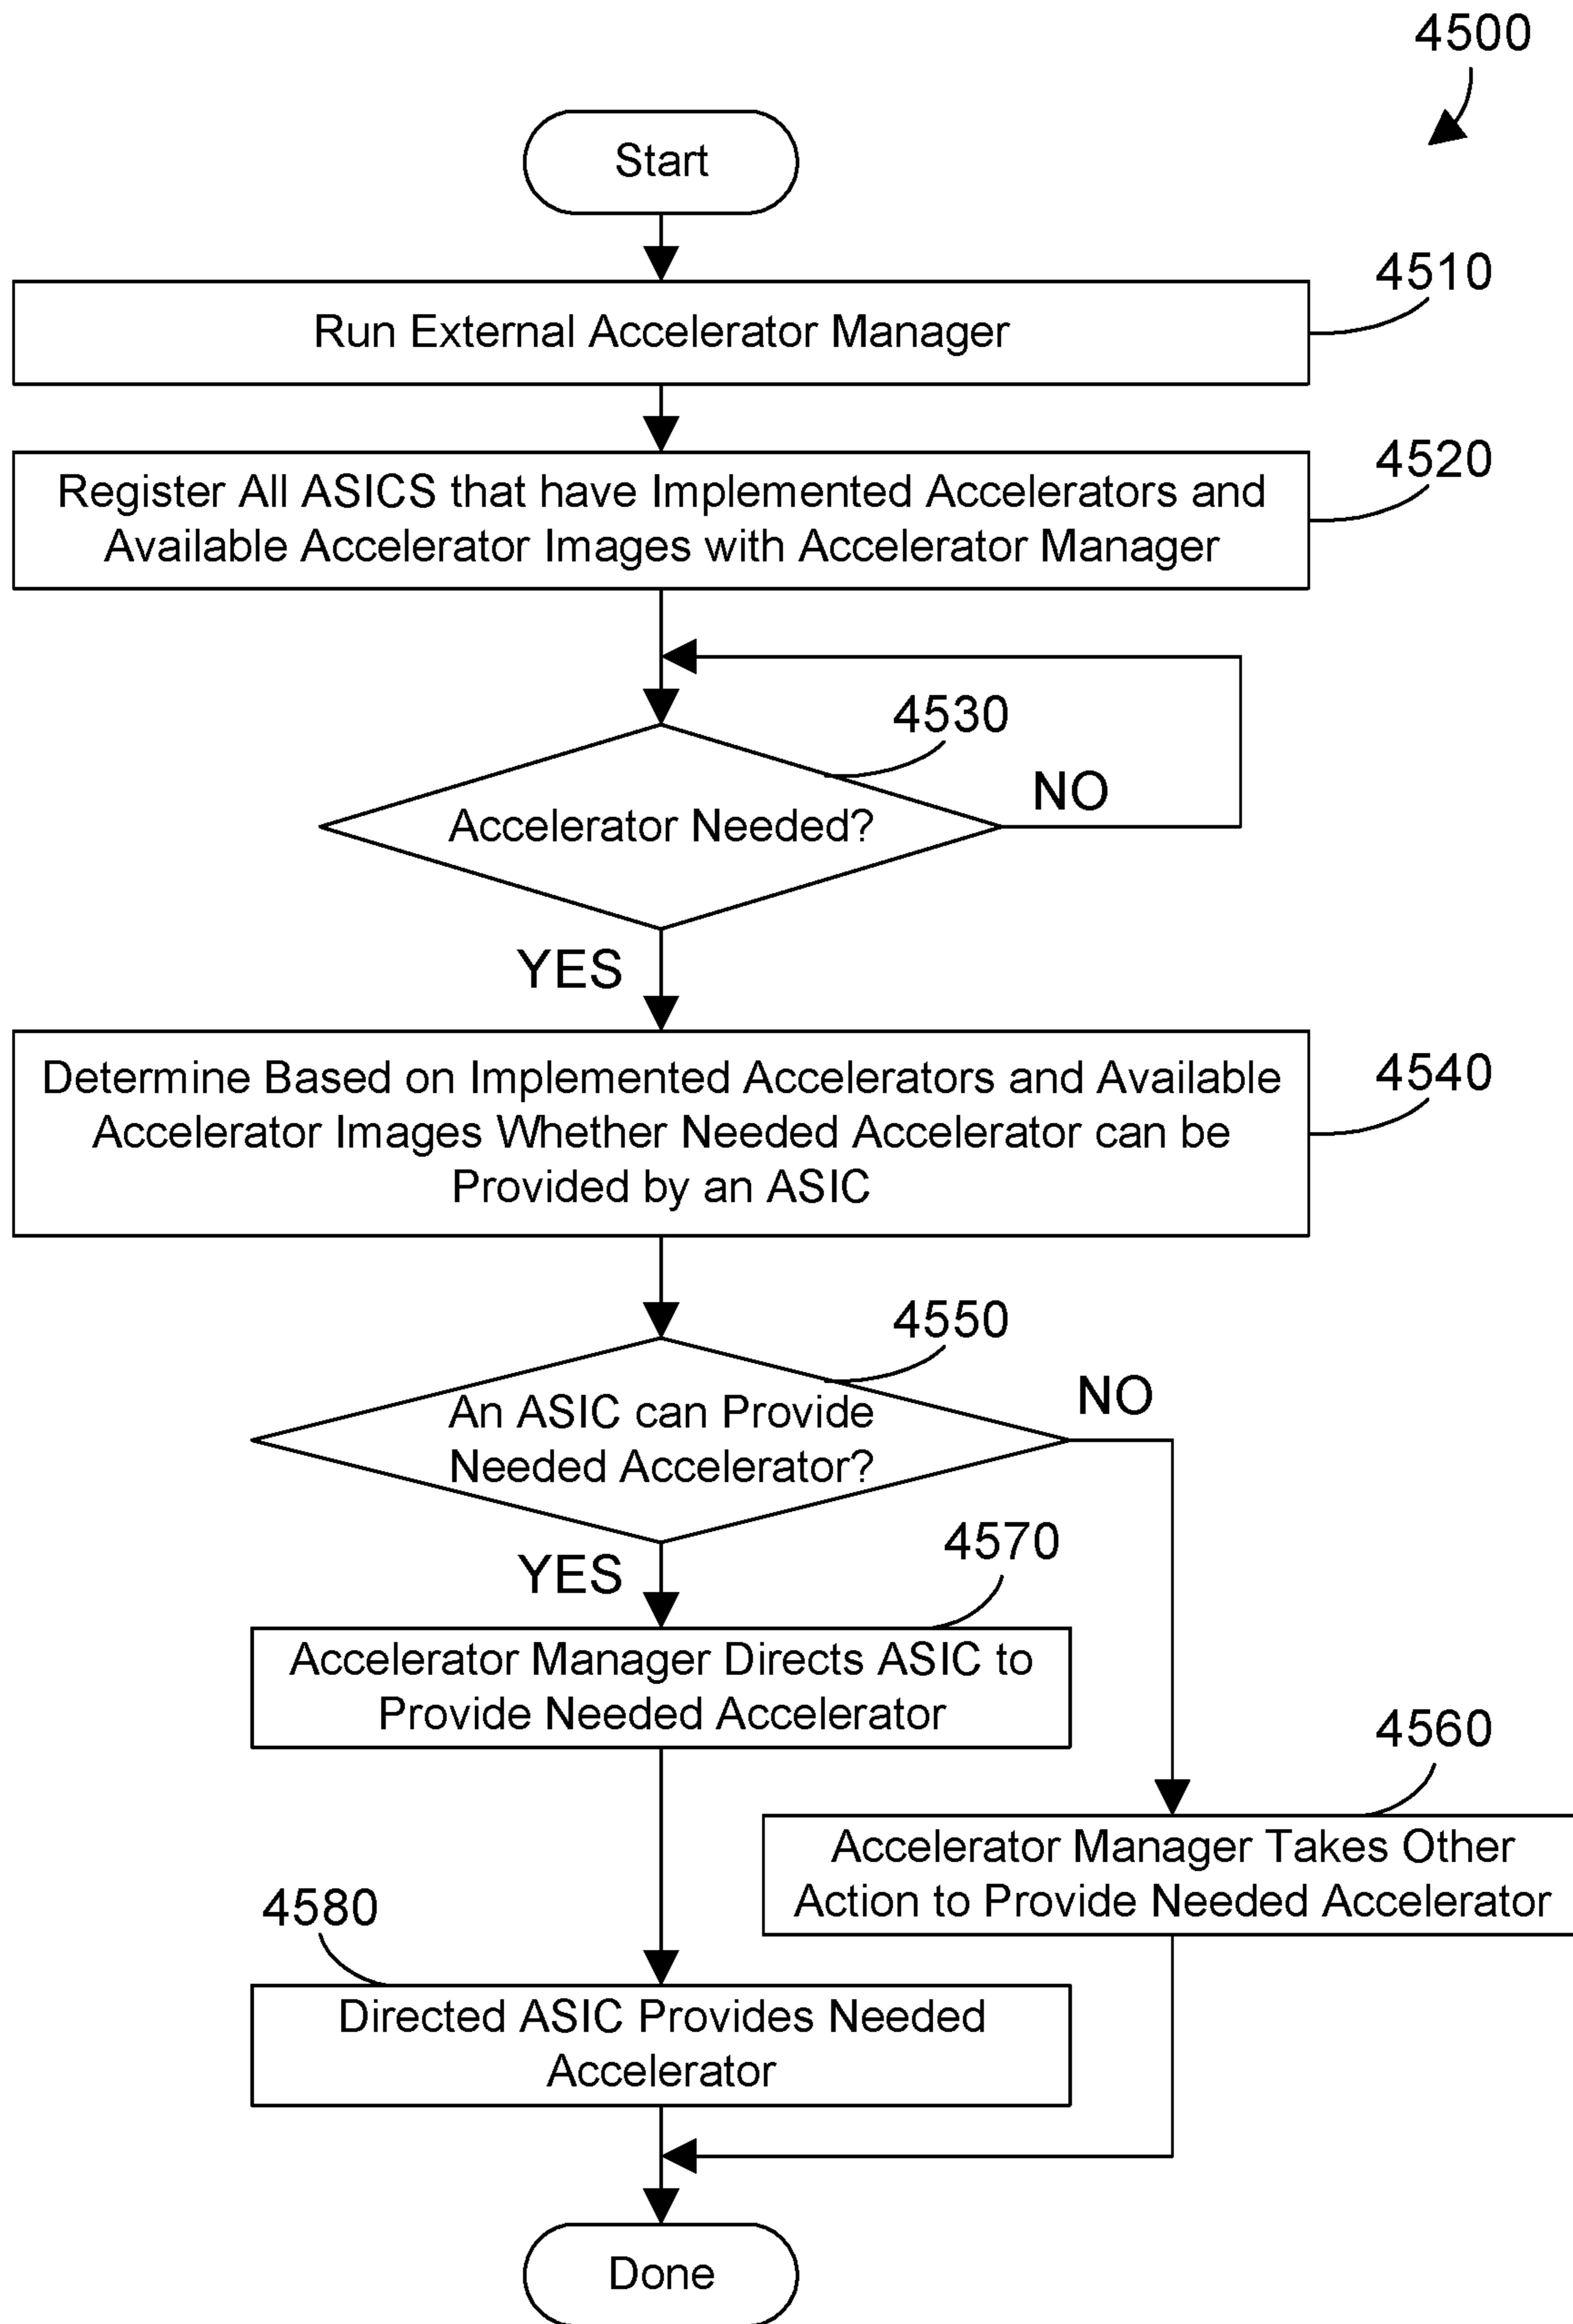 4500
Start
4510
Run External Accelerator Manager
4520
Register All ASICS that have Implemented Accelerators and
Available Accelerator Images with Accelerator Manager
4530
NO
Accelerator Needed?
YES
4540
Determine Based on Implemented Accelerators and Available
Accelerator Images Whether Needed Accelerator can be
Provided by an ASIC
4550
NO
An ASIC can Provide
Needed Accelerator?
YES
4570
Accelerator Manager Directs ASIC to
Provide Needed Accelerator
4560
Accelerator Manager Takes Other
Action to Provide Needed Accelerator
4580
Directed ASIC Provides Needed
Accelerator
Done